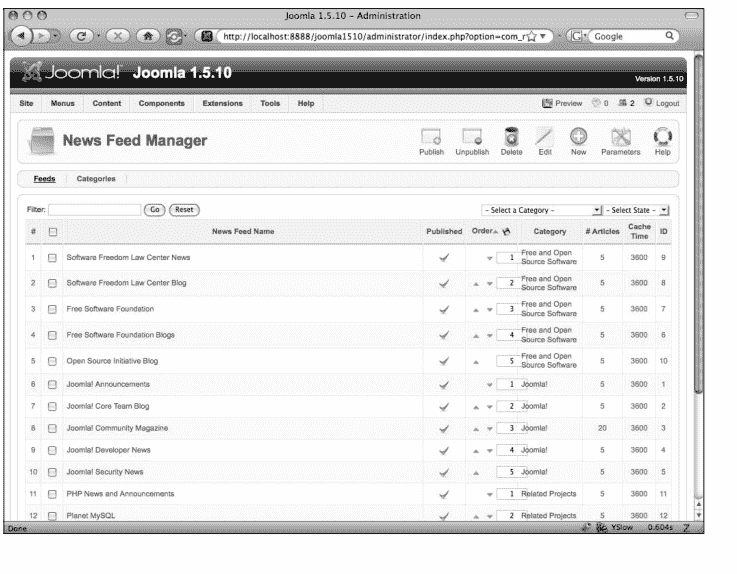 Joomla 1.5.10 - Administration
http://localhost:8888/joomla1510/administrator/index.php?option=com_r
Google
Joomla! Joomla 1.5.10
Version 1.5.10
Site Menus Content Components Extensions Tools Help Preview 0 2 Logout
News Feed Manager
Publish Unpublish Delete Edit New Parameters Help
Feeds Categories
Filter: Go Reset - Select a Category - - Select State -
# News Feed Name Published Order Category # Articles Cache Time ID
1 Software Freedom Law Center News 1 Free and Open Source Software 5 3600 9
2 Software Freedom Law Center Blog 2 Free and Open Source Software 5 3600 8
3 Free Software Foundation 3 Free and Open Source Software 5 3600 7
4 Free Software Foundation Blogs 4 Free and Open Source Software 5 3600 6
5 Open Source Initiative Blog 5 Free and Open Source Software 5 3600 10
6 Joomla! Announcements 1 Joomla! 5 3600 1
7 Joomla! Core Team Blog 2 Joomla! 5 3600 2
8 Joomla! Community Magazine 3 Joomla! 20 3600 3
9 Joomla! Developer News 4 Joomla! 5 3600 4
10 Joomla! Security News 5 Joomla! 5 3600 5
11 PHP News and Announcements 1 Related Projects 5 3600 11
12 Planet MySQL 2 Related Projects 5 3600 12
Done YSlow 0.604s